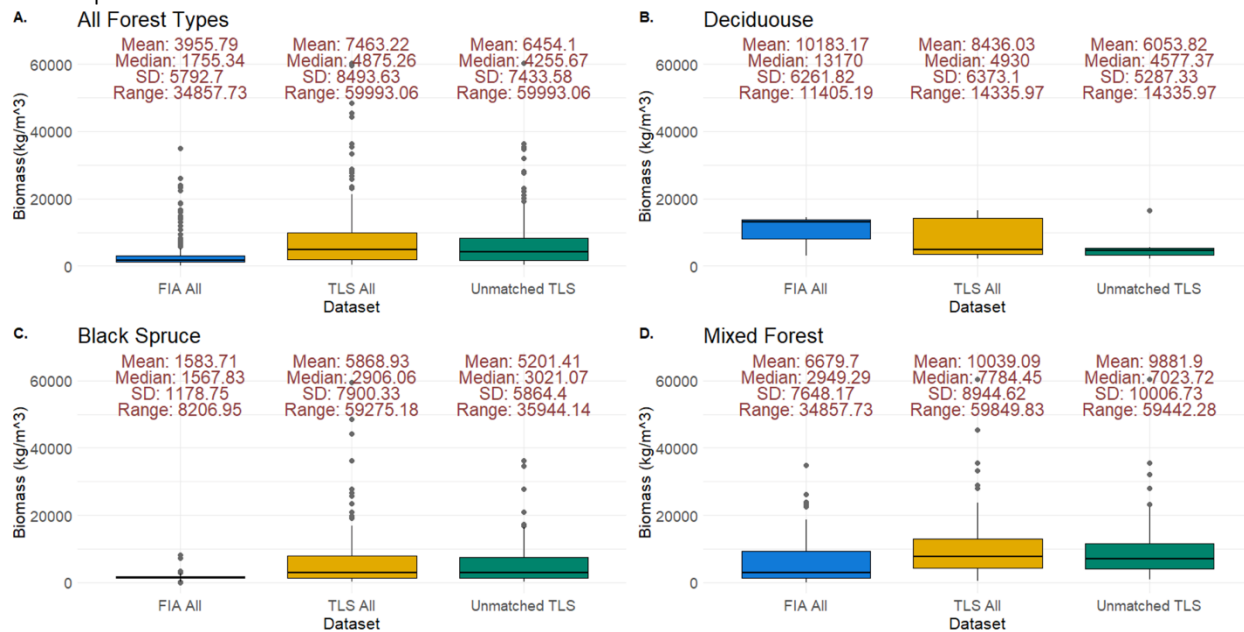 A. All Forest Types
Mean: 3955.79 Mean: 7463.22 Mean: 6454.1
Median: 1755.34 Median: 4875.26 Median: 4255.67
SD: 5792.7 SD: 8493.63 SD: 7433.58
Range: 34857.73 Range: 59993.06 Range: 59993.06
Biomass(kg/m^3)
60000
40000
20000
0
FIA All TLS All Unmatched TLS
Dataset
B. Deciduouse
Mean: 10183.17 Mean: 8436.03 Mean: 6053.82
Median: 13170 Median: 4930 Median: 4577.37
SD: 6261.82 SD: 6373.1 SD: 5287.33
Range: 11405.19 Range: 14335.97 Range: 14335.97
Biomass (kg/m^3)
60000
40000
20000
0
FIA All TLS All Unmatched TLS
Dataset
C. Black Spruce
Mean: 1583.71 Mean: 5868.93 Mean: 5201.41
Median: 1567.83 Median: 2906.06 Median: 3021.07
SD: 1178.75 SD: 7900.33 SD: 5864.4
Range: 8206.95 Range: 59275.18 Range: 35944.14
Biomass (kg/m^3)
60000
40000
20000
0
FIA All TLS All Unmatched TLS
Dataset
D. Mixed Forest
Mean: 6679.7 Mean: 10039.09 Mean: 9881.9
Median: 2949.29 Median: 7784.45 Median: 7023.72
SD: 7648.17 SD: 8944.62 SD: 10006.73
Range: 34857.73 Range: 59849.83 Range: 59442.28
Biomass (kg/m^3)
60000
40000
20000
0
FIA All TLS All Unmatched TLS
Dataset